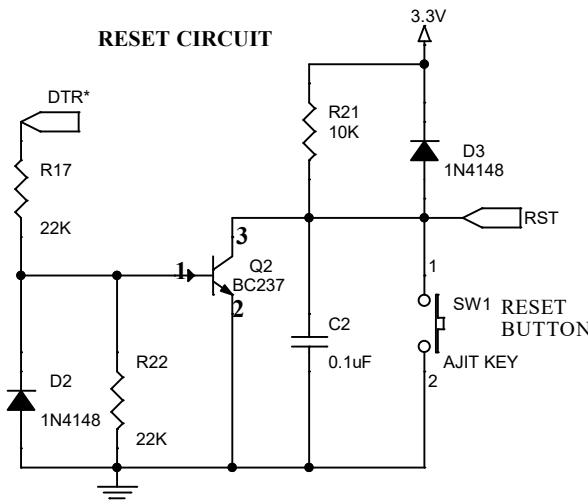 RESET CIRCUIT
3.3V
DTR*
R21
10K
R17
D3
1N4148
22K
RST
3
1
Q2
BC237
2
1
SW1
RESET
BUTTON
C2
0.1uF
AJIT KEY
2
R22
D2
1N4148
22K